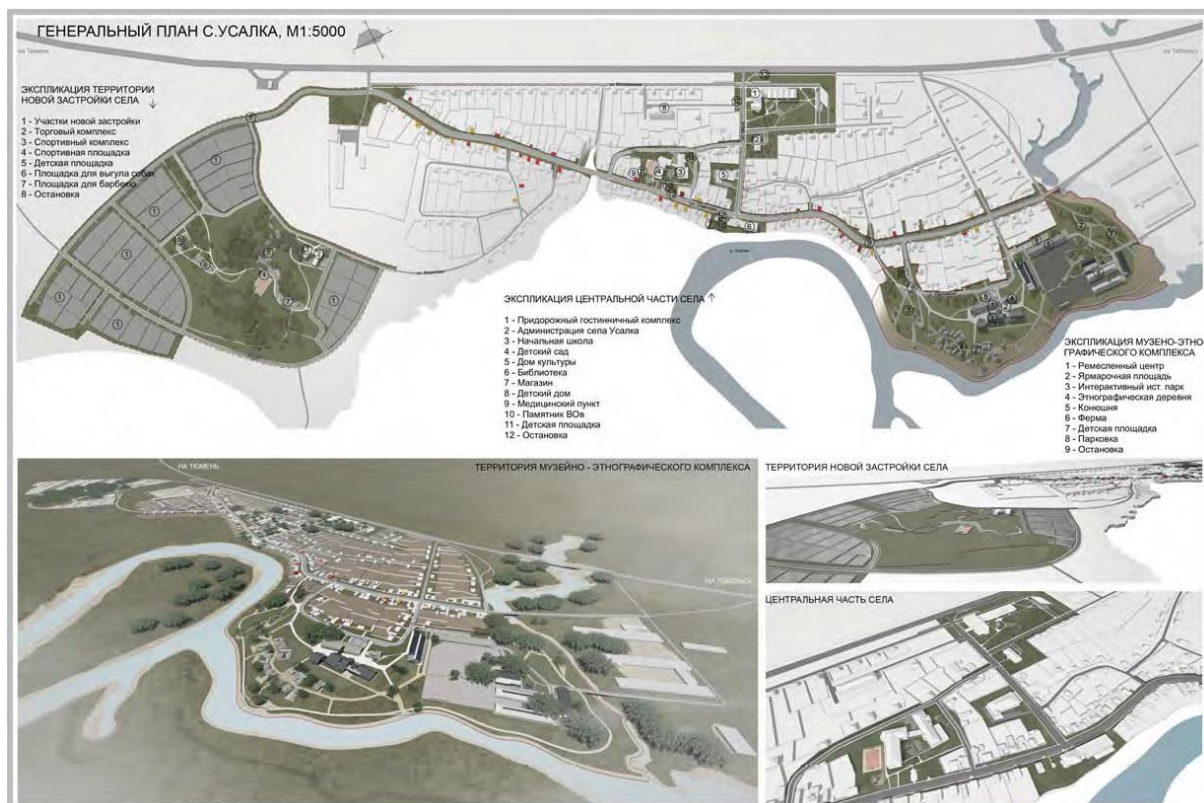 ГЕНЕРАЛЬНЫЙ ПЛАН С.УСАЛКА, М1:5000
на Тюмень
на Тобольск
ЭКСПЛИКАЦИЯ ТЕРРИТОРИИ
НОВОЙ ЗАСТРОЙКИ СЕЛА
1 - Участки новой застройки
2 - Торговый комплекс
3 - Спортивный комплекс
4 - Спортивная площадка
5 - Детская площадка
6 - Площадка для выгула собак
7 - Площадка для барбекю
8 - Остановка
ЭКСПЛИКАЦИЯ ЦЕНТРАЛЬНОЙ ЧАСТИ СЕЛА
1 - Придорожный гостинничный комплекс
2 - Администрация села Усалка
3 - Начальная школа
4 - Детский сад
5 - Дом культуры
6 - Библиотека
7 - Магазин
8 - Детский дом
9 - Медицинский пункт
10 - Памятник ВОв
11 - Детская площадка
12 - Остановка
ЭКСПЛИКАЦИЯ МУЗЕНО-ЭТНО-
ГРАФИЧЕСКОГО КОМПЛЕКСА
1 - Ремесленный центр
2 - Ярмарочная площадь
3 - Интерактивный ист. парк
4 - Этнографическая деревня
5 - Конюшня
6 - Ферма
7 - Детская площадка
8 - Парковка
9 - Остановка
НА ТЮМЕНЬ
ТЕРРИТОРИЯ МУЗЕЙНО - ЭТНОГРАФИЧЕСКОГО КОМПЛЕКСА
НА ТОБОЛЬСК
ТЕРРИТОРИЯ НОВОЙ ЗАСТРОЙКИ СЕЛА
ЦЕНТРАЛЬНАЯ ЧАСТЬ СЕЛА